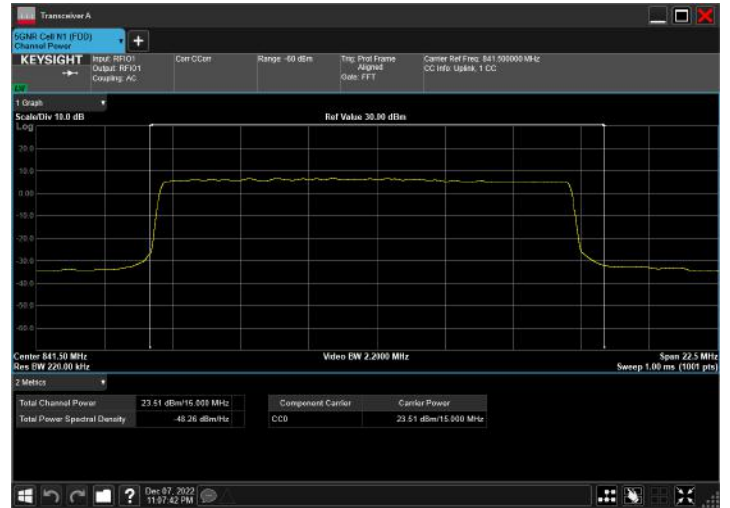 Transceiver A
5GNR Cell N1 (FDD)
Channel Power
+
KEYSIGHT
Input: RFIO1
Output: RFIO1
Coupling: AC
Corr CCorr
Range -60 dBm
Trig: Prot Frame
Aligned
Gate: FFT
Carrier Ref Freq: 841.500000 MHz
CC Info: Uplink, 1 CC
1 Graph
Scale/Div 10.0 dB
Ref Value 30.00 dBm
Log
20.0
10.0
0.00
-10.0
-20.0
-30.0
-40.0
-50.0
-60.0
Center 841.50 MHz
Video BW 2.2000 MHz
Span 22.5 MHz
Res BW 220.00 kHz
Sweep 1.00 ms (1001 pts)
2 Metrics
Total Channel Power 23.51 dBm/15.000 MHz
Total Power Spectral Density -48.26 dBm/Hz
Component Carrier Carrier Power
CC0 23.51 dBm/15.000 MHz
?
Dec 07, 2022
11:07:42 PM